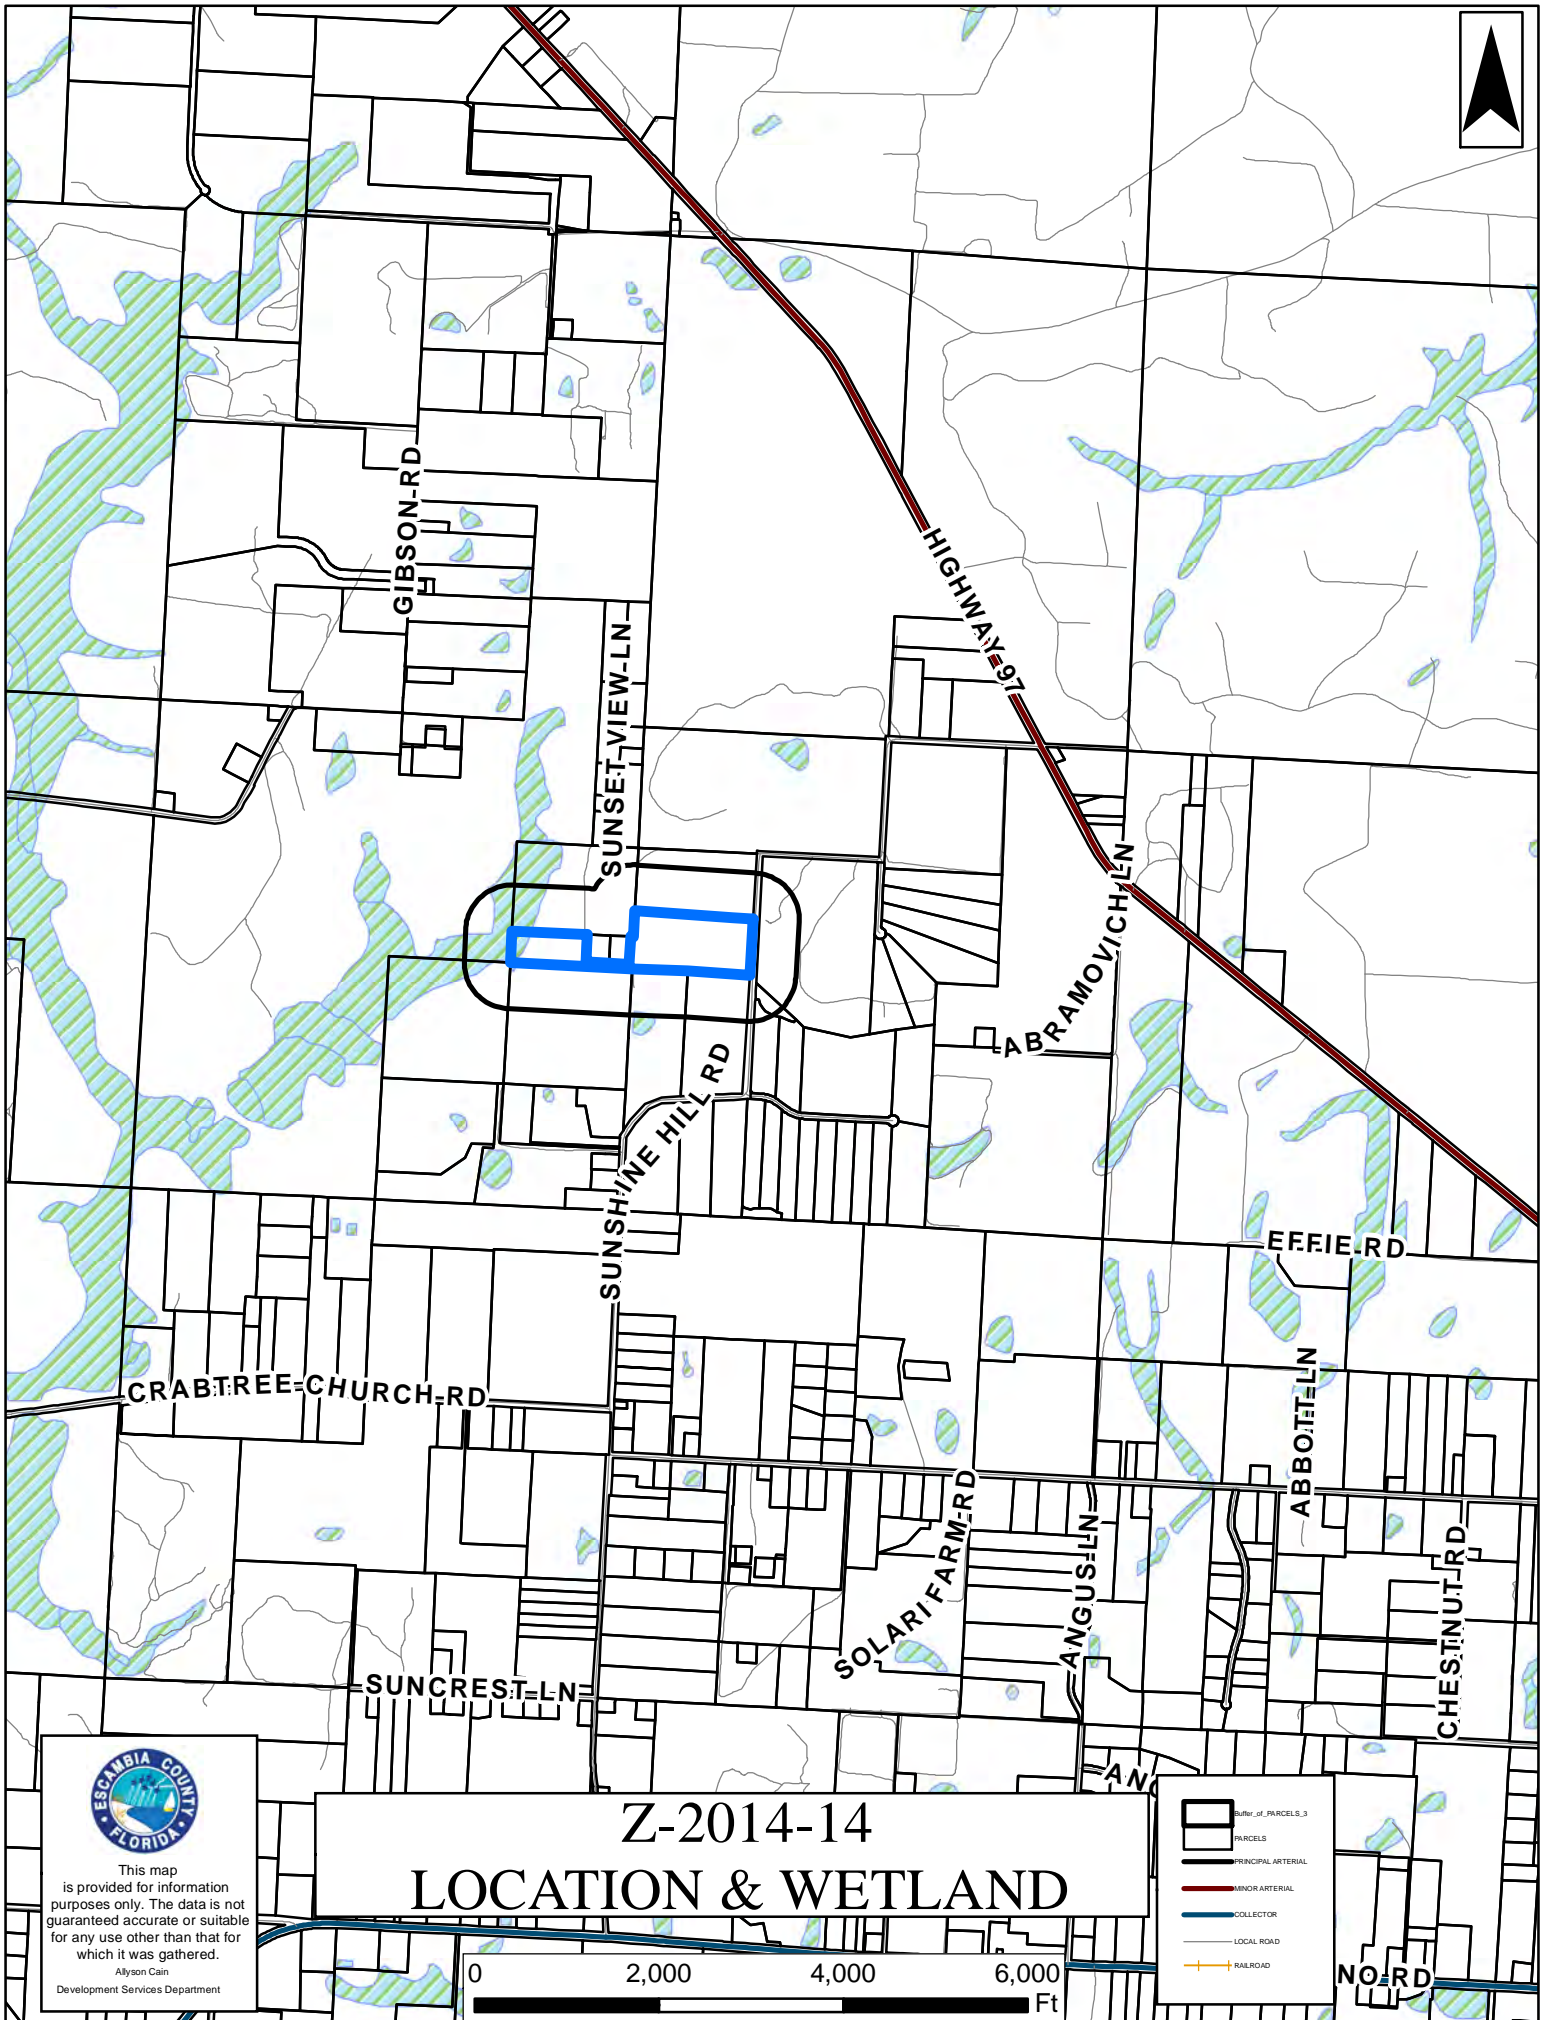 GIBSON RD
HIGHWAY 97
SUNSET VIEW LN
ABRAMOVICH LN
SUNSHINE HILL RD
EFFIE RD
CRABTREE CHURCH RD
ABBOTT LN
SOLARI FARM RD
ANGUS LN
CHESTNUT RD
SUNCREST LN
ESCAMBIA COUNTY
FLORIDA
This map
is provided for information
purposes only. The data is not
guaranteed accurate or suitable
for any use other than that for
which it was gathered.
Allyson Cain
Development Services Department
Z-2014-14
LOCATION & WETLAND
Buffer_of_PARCELS_3
PARCELS
PRINCIPAL ARTERIAL
MINOR ARTERIAL
COLLECTOR
LOCAL ROAD
RAILROAD
NO RD
0 2,000 4,000 6,000
Ft